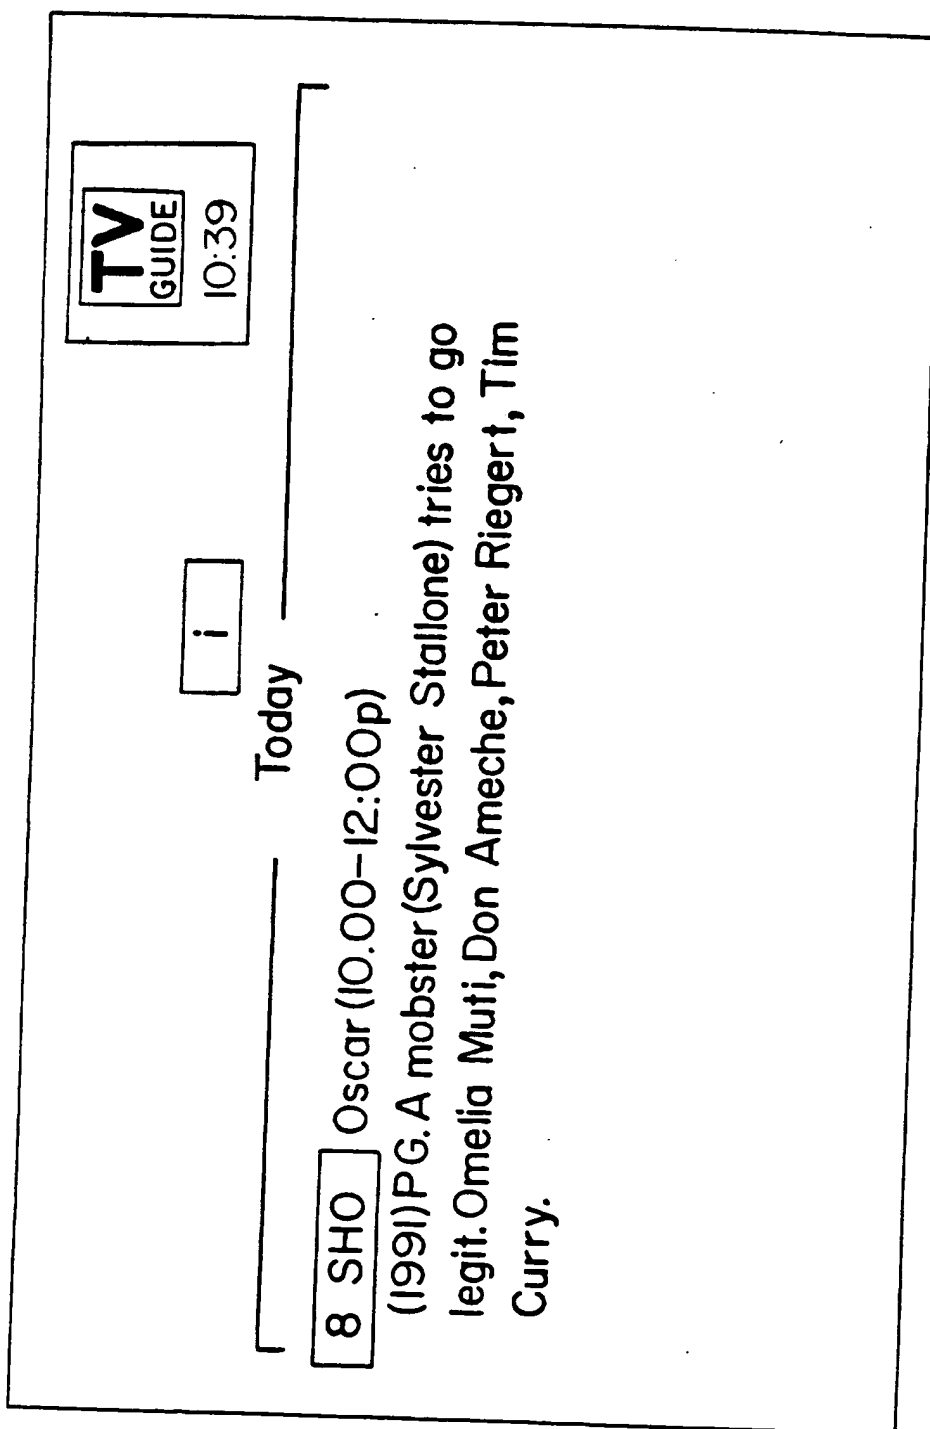 TV
GUIDE
10:39
i
Today
8 SHO Oscar (10.00-12:00p)
(1991) PG. A mobster (Sylvester Stallone) tries to go
legit. Omelia Muti, Don Ameche, Peter Riegert, Tim
Curry.